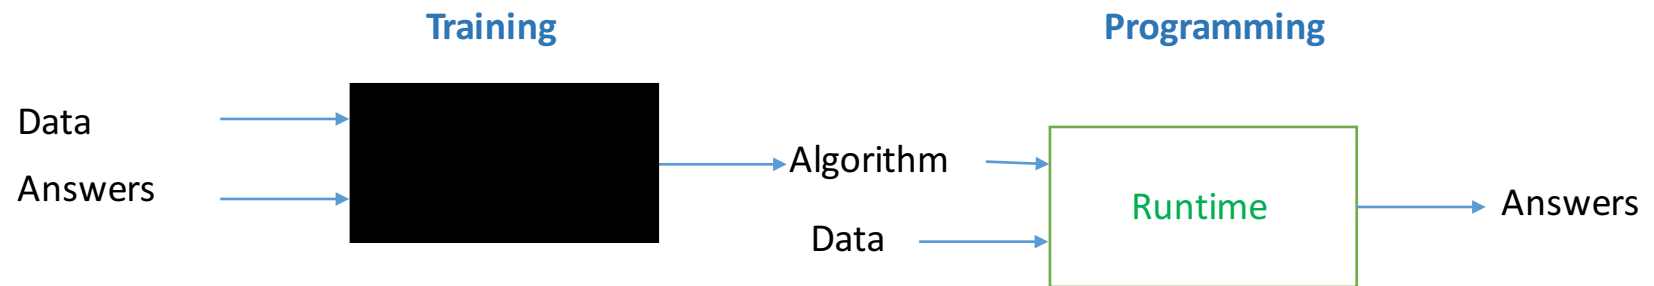 Training
Programming
Data
Answers
Algorithm
Data
Runtime
Answers